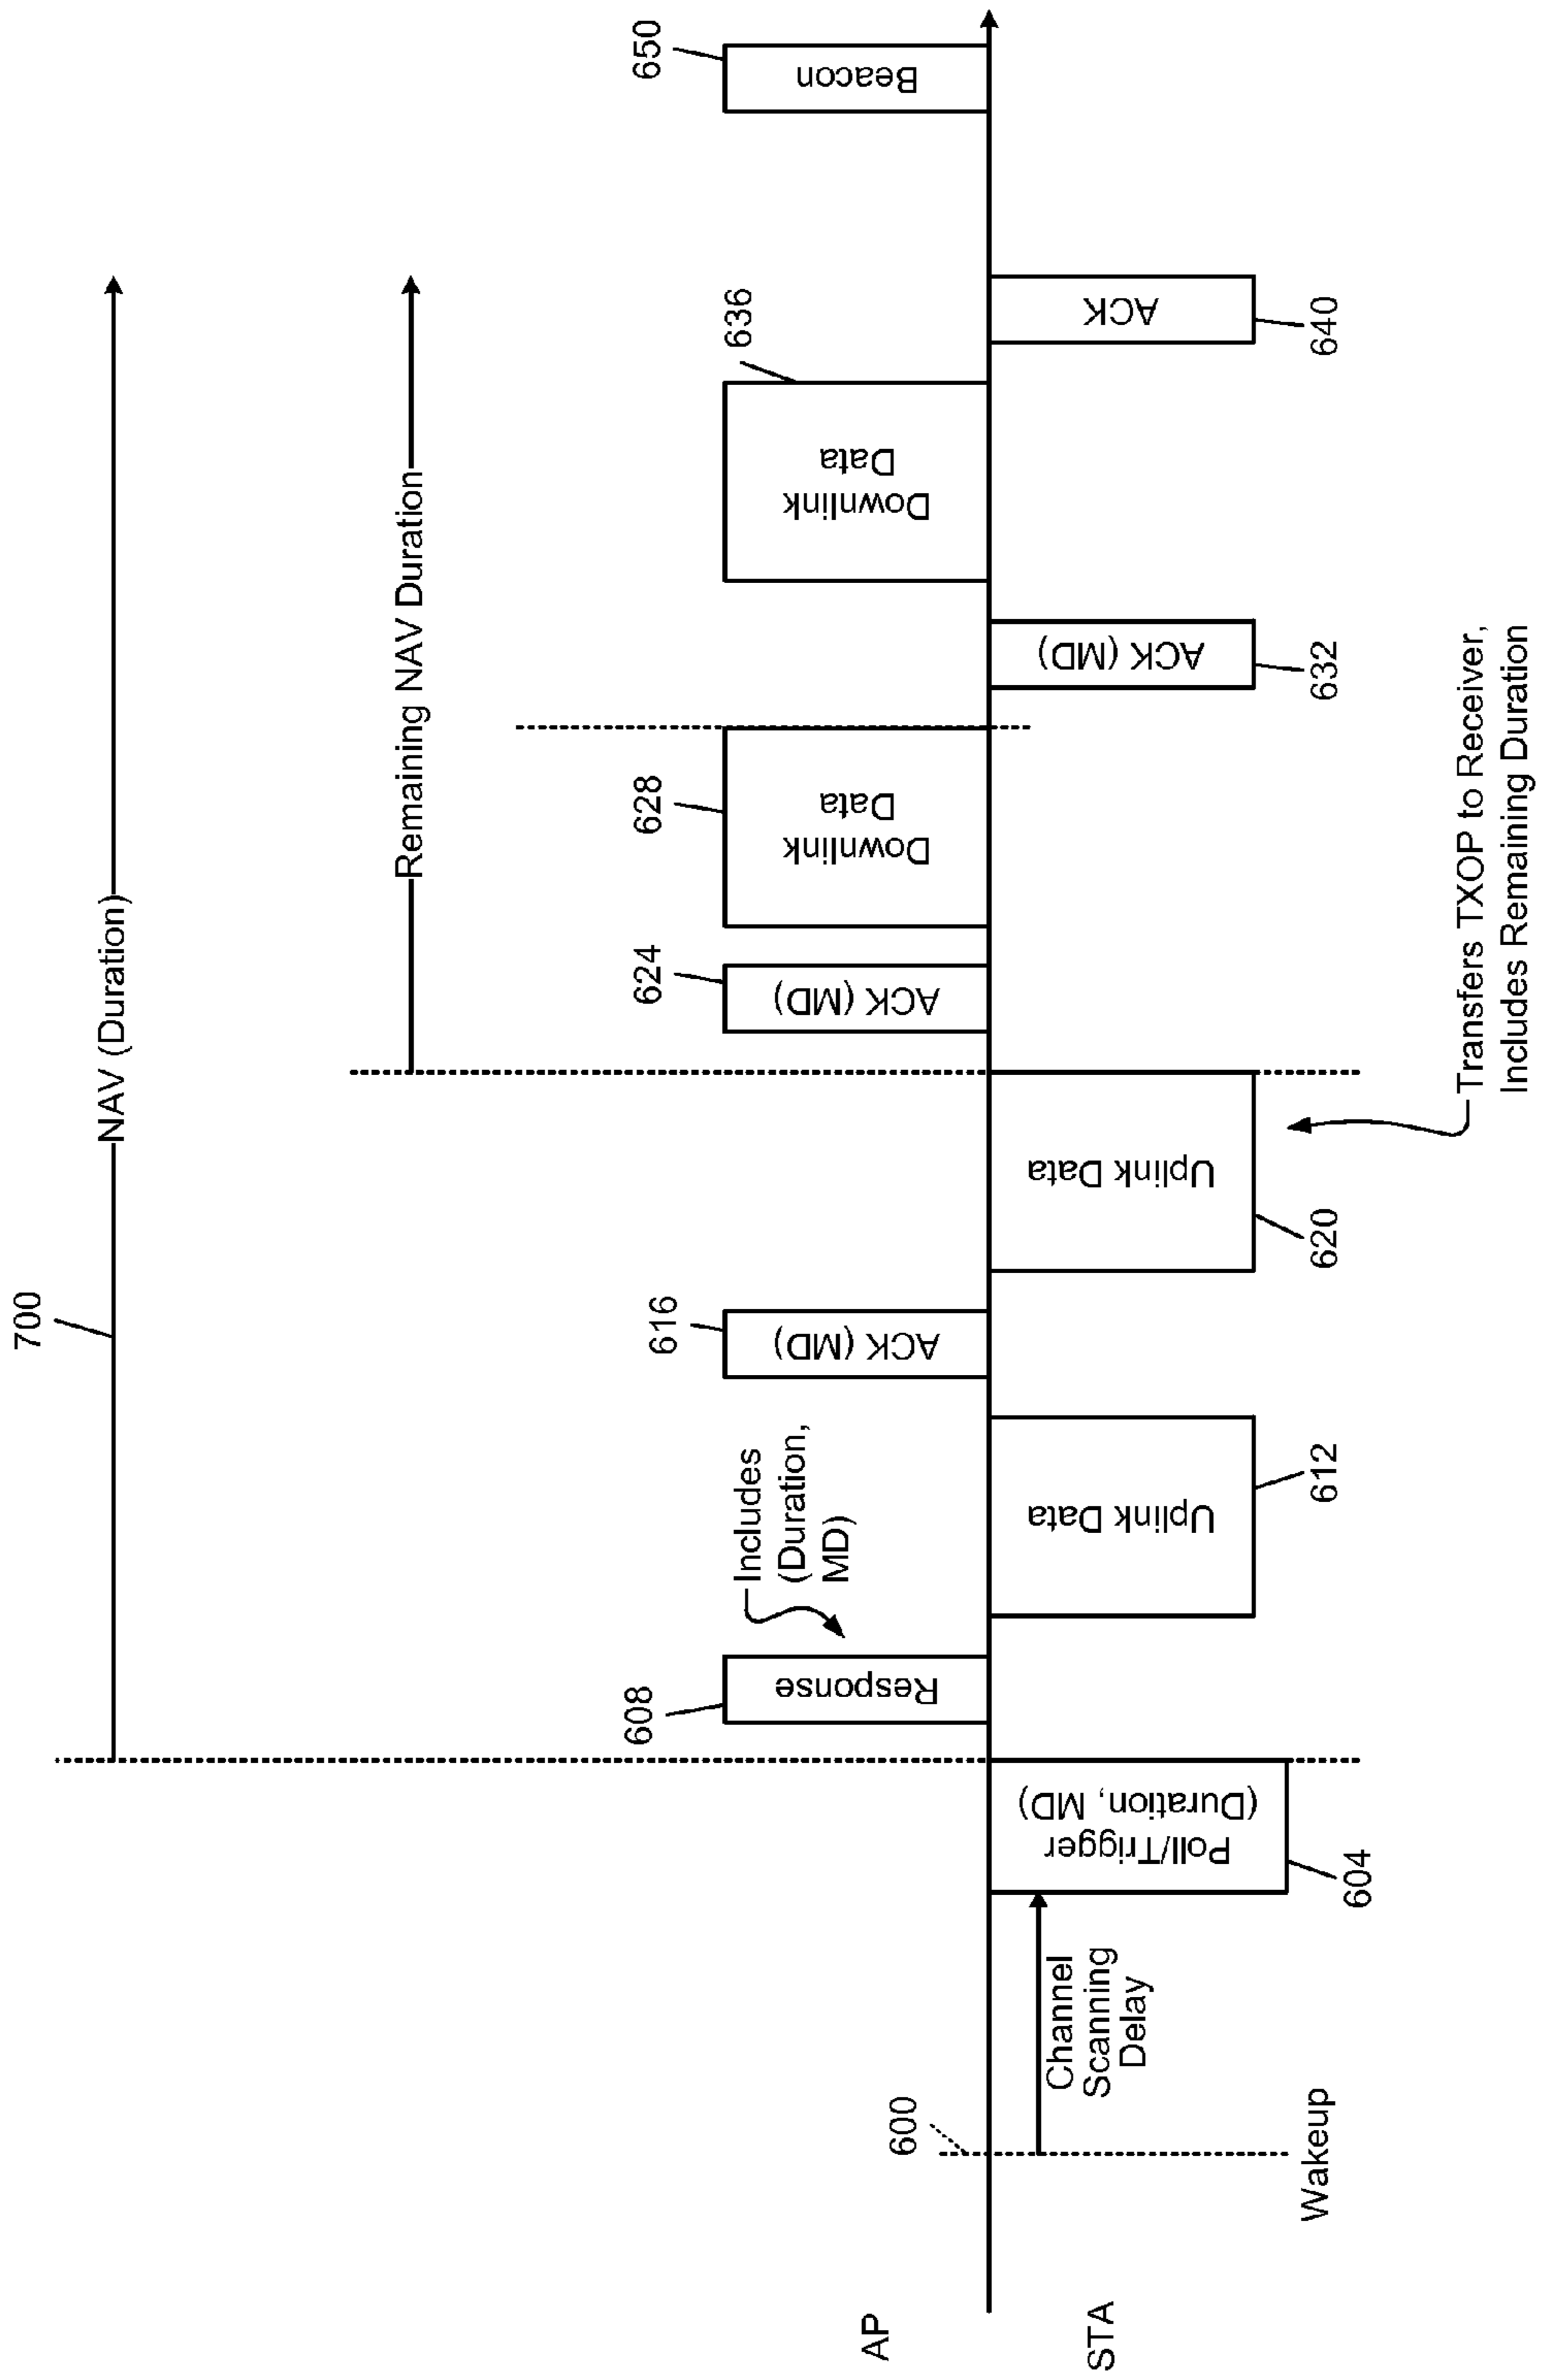 700
NAV (Duration)
Remaining NAV Duration
AP
STA
600
Wakeup
Channel
Scanning
Delay
Poll/Trigger
(Duration, MD)
604
608
Response
Includes
(Duration,
MD)
Uplink Data
612
616
ACK (MD)
Uplink Data
620
Transfers TXOP to Receiver,
Includes Remaining Duration
624
ACK (MD)
628
Downlink
Data
ACK (MD)
632
636
Downlink
Data
ACK
640
650
Beacon